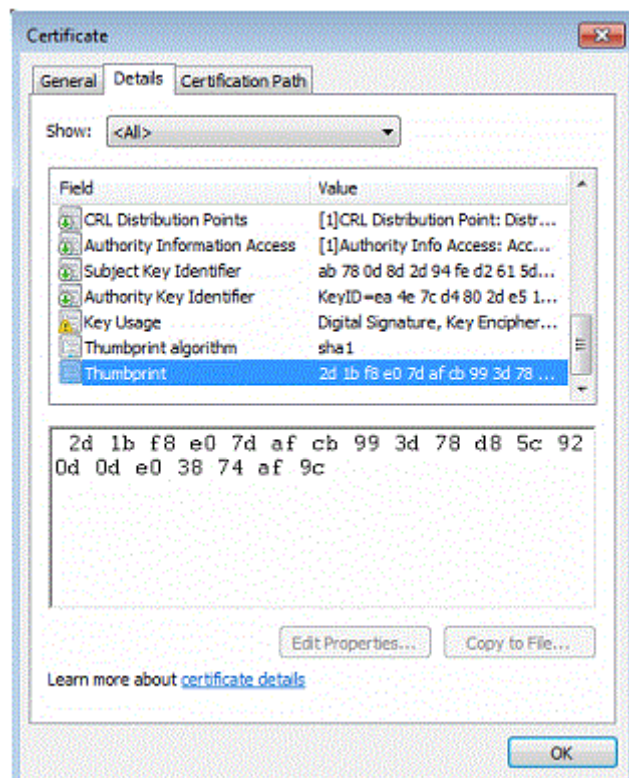 Certificate
General Details Certification Path
Show: <All>
Field Value
CRL Distribution Points [1]CRL Distribution Point: Distr...
Authority Information Access [1]Authority Info Access: Acc...
Subject Key Identifier ab 78 0d 8d 2d 94 fe d2 61 5d...
Authority Key Identifier KeyID=ea 4e 7c d4 80 2d e5 1...
Key Usage Digital Signature, Key Encipher...
Thumbprint algorithm sha1
Thumbprint 2d 1b f8 e0 7d af cb 99 3d 78 ...
2d 1b f8 e0 7d af cb 99 3d 78 d8 5c 92
0d 0d e0 38 74 af 9c
Edit Properties... Copy to File...
Learn more about certificate details
OK